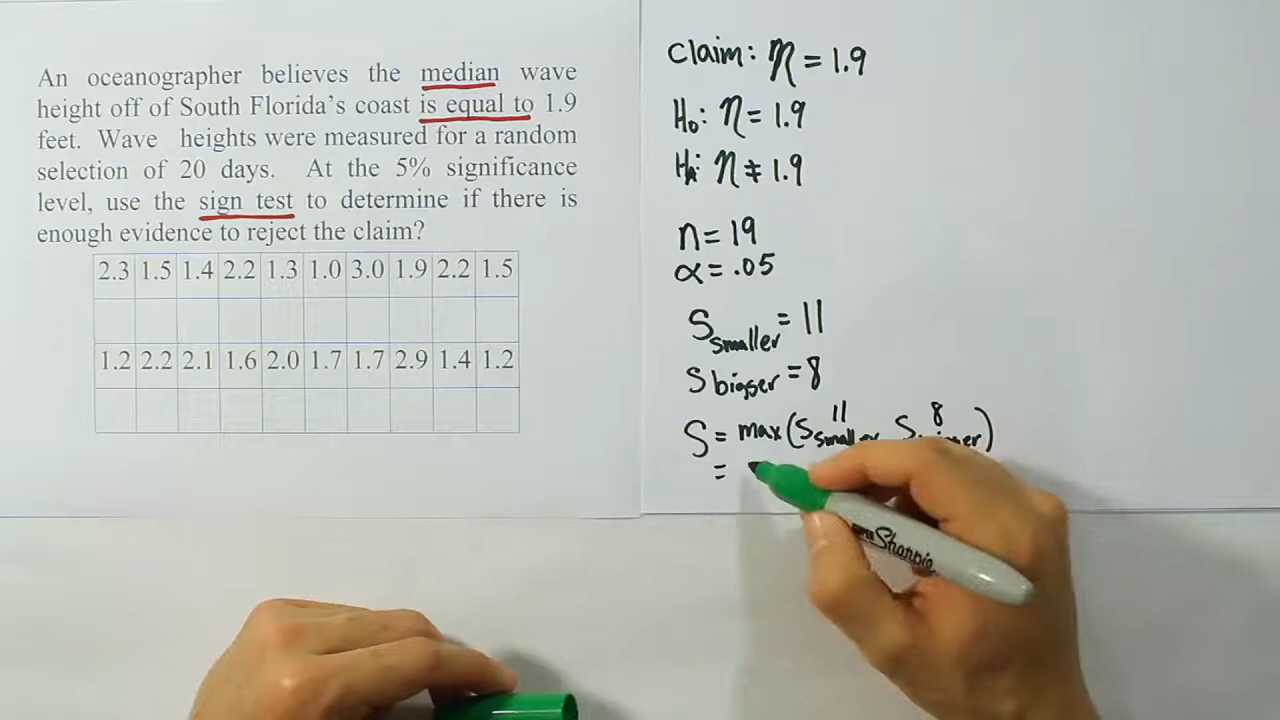 An oceanographer believes the median wave
height off of South Florida's coast is equal to 1.9
feet. Wave heights were measured for a random
selection of 20 days. At the 5% significance
level, use the sign test to determine if there is
enough evidence to reject the claim?
2.3 1.5 1.4 2.2 1.3 1.0 3.0 1.9 2.2 1.5
1.2 2.2 2.1 1.6 2.0 1.7 1.7 2.9 1.4 1.2
Claim: η = 1.9
H₀: η = 1.9
Hₐ: η ≠ 1.9
n = 19
α = .05
S smaller = 11
S bigger = 8
11 8
S = max(S smaller S )
=
Sharpie